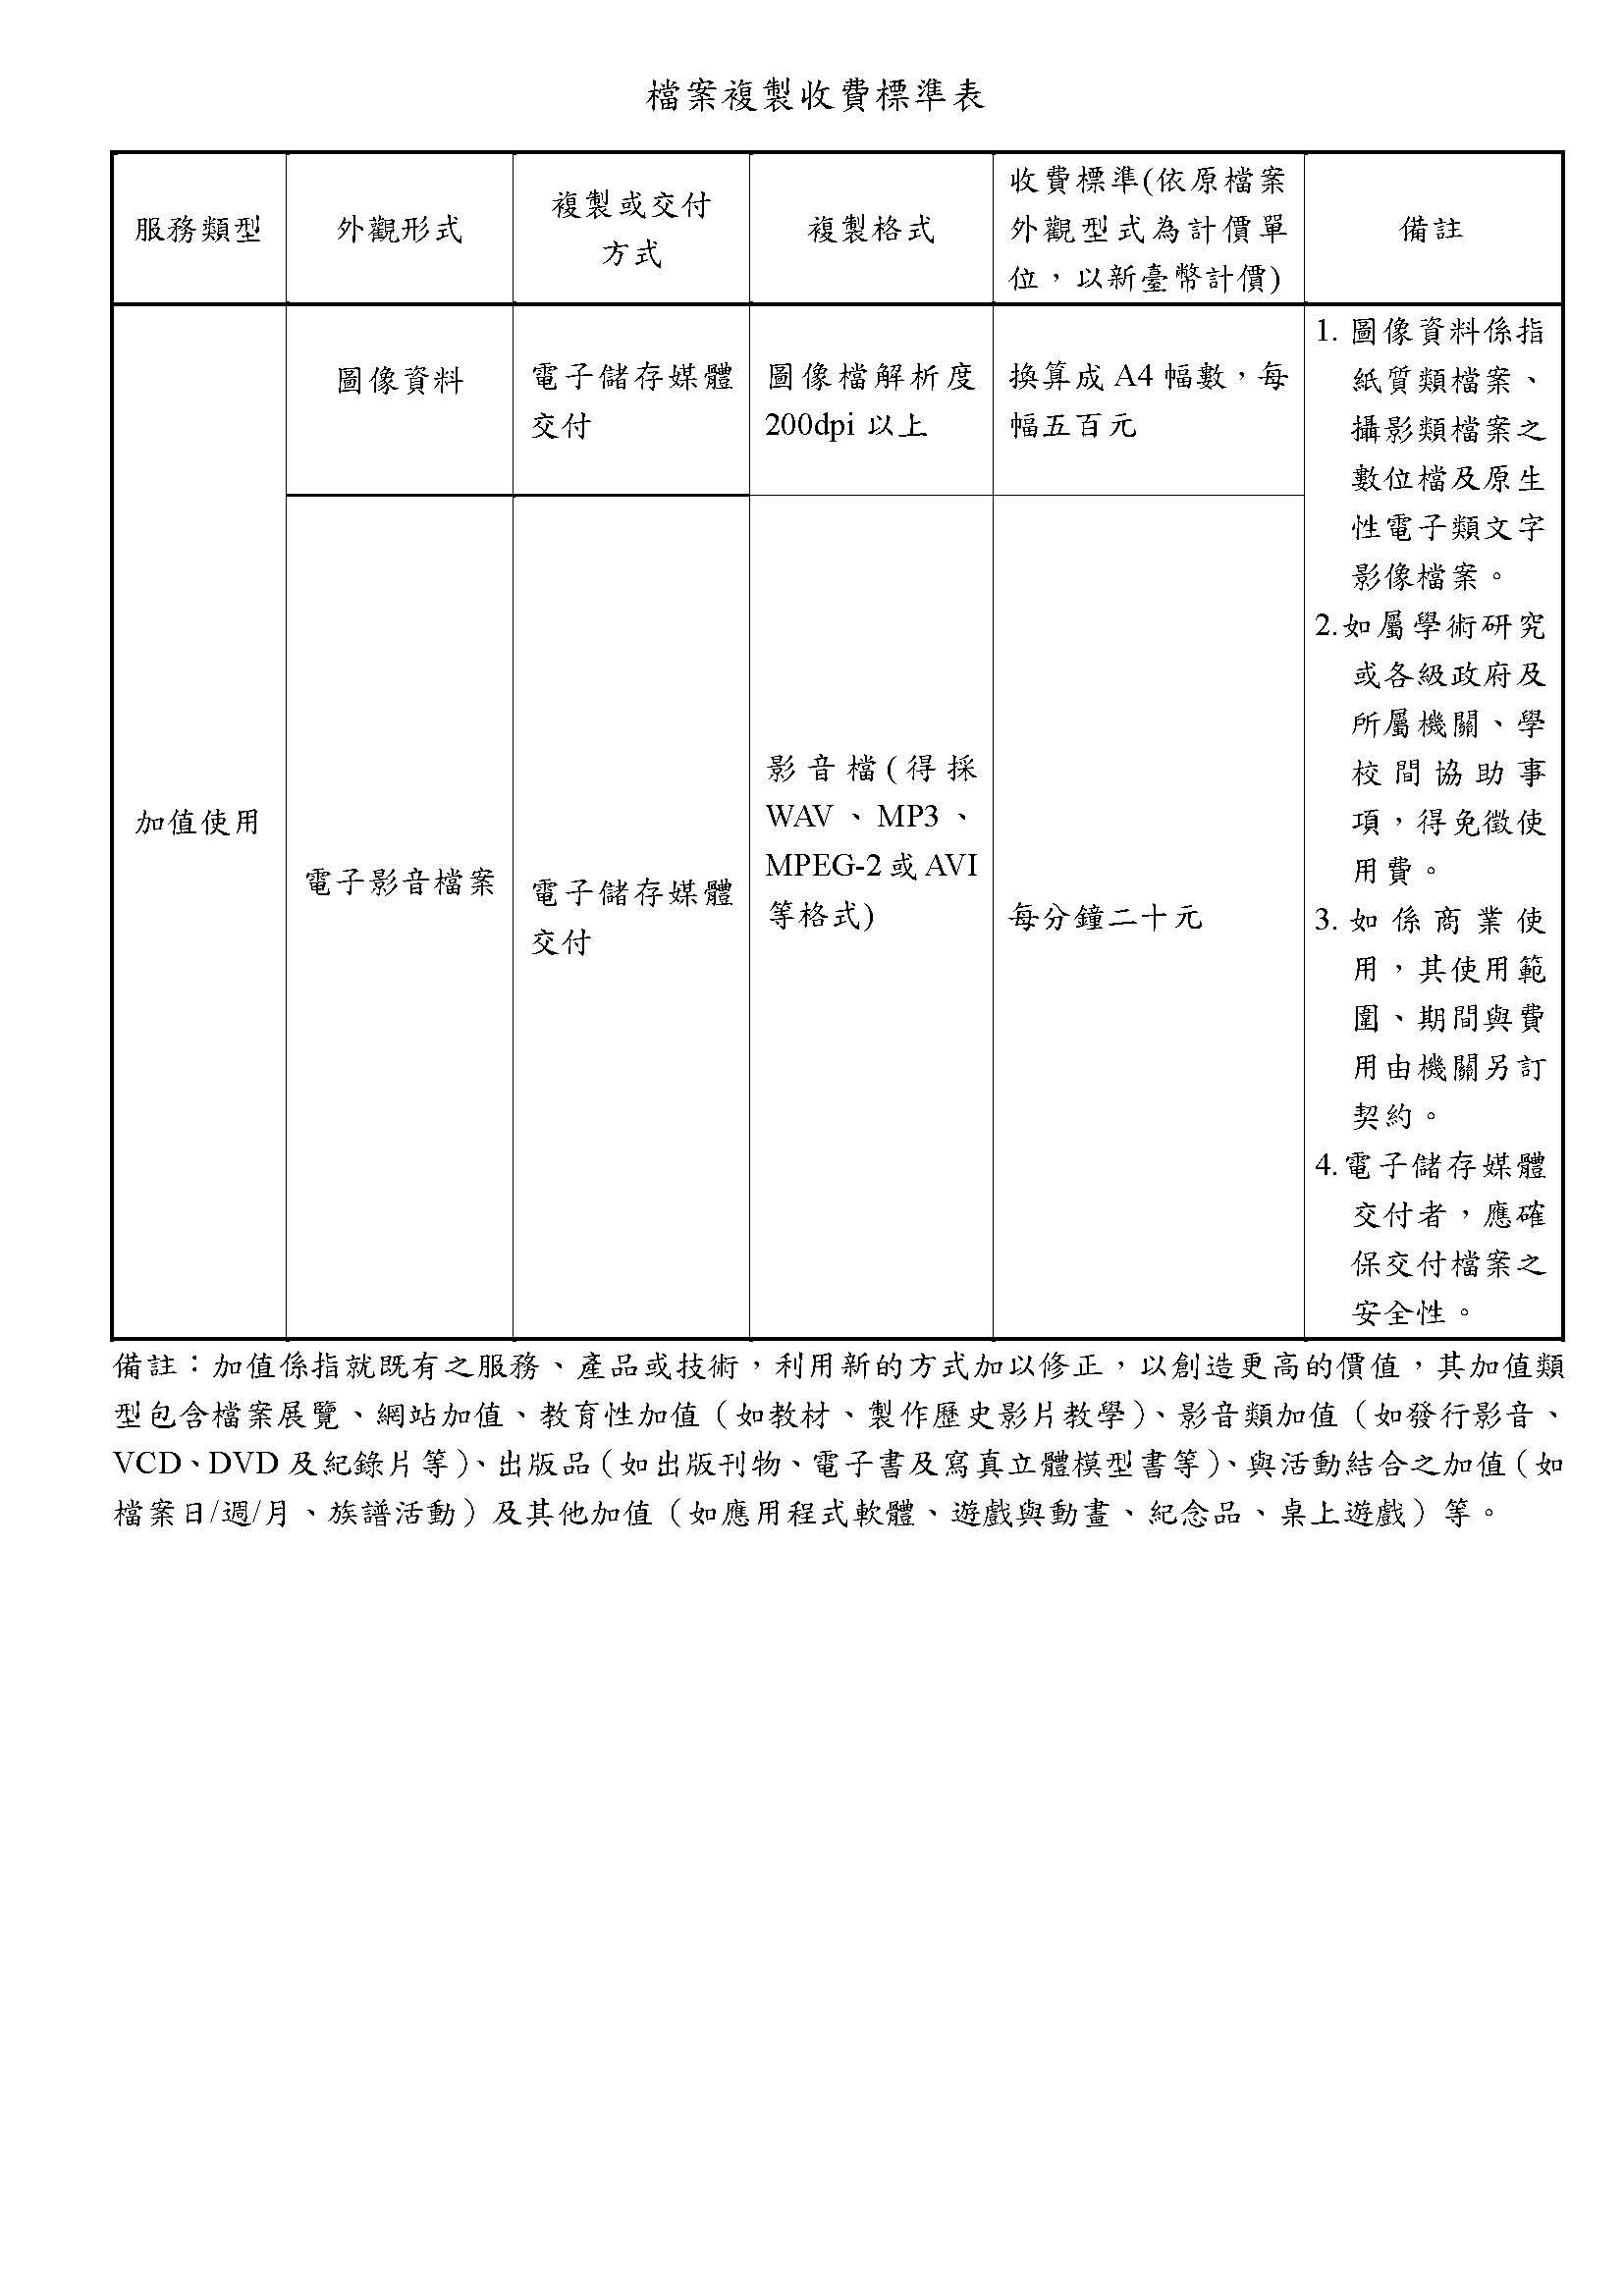 檔案複製收費標準表
服務類型
外觀形式
複製或交付
方式
複製格式
收費標準(依原檔案
外觀型式為計價單
位，以新臺幣計價)
備註
加值使用
圖像資料
電子儲存媒體
交付
圖像檔解析度
200dpi 以上
換算成 A4 幅數，每
幅五百元
電子影音檔案
電子儲存媒體
交付
影音檔(得採
WAV、MP3、
MPEG-2 或 AVI
等格式)
每分鐘二十元
1. 圖像資料係指
紙質類檔案、
攝影類檔案之
數位檔及原生
性電子類文字
影像檔案。
2.如屬學術研究
或各級政府及
所屬機關、學
校間協助事
項，得免徵使
用費。
3. 如係商業使
用，其使用範
圍、期間與費
用由機關另訂
契約。
4.電子儲存媒體
交付者，應確
保交付檔案之
安全性。
備註：加值係指就既有之服務、產品或技術，利用新的方式加以修正，以創造更高的價值，其加值類
型包含檔案展覽、網站加值、教育性加值（如教材、製作歷史影片教學）、影音類加值（如發行影音、
VCD、DVD 及紀錄片等）、出版品（如出版刊物、電子書及寫真立體模型書等）、與活動結合之加值（如
檔案日/週/月、族譜活動）及其他加值（如應用程式軟體、遊戲與動畫、紀念品、桌上遊戲）等。